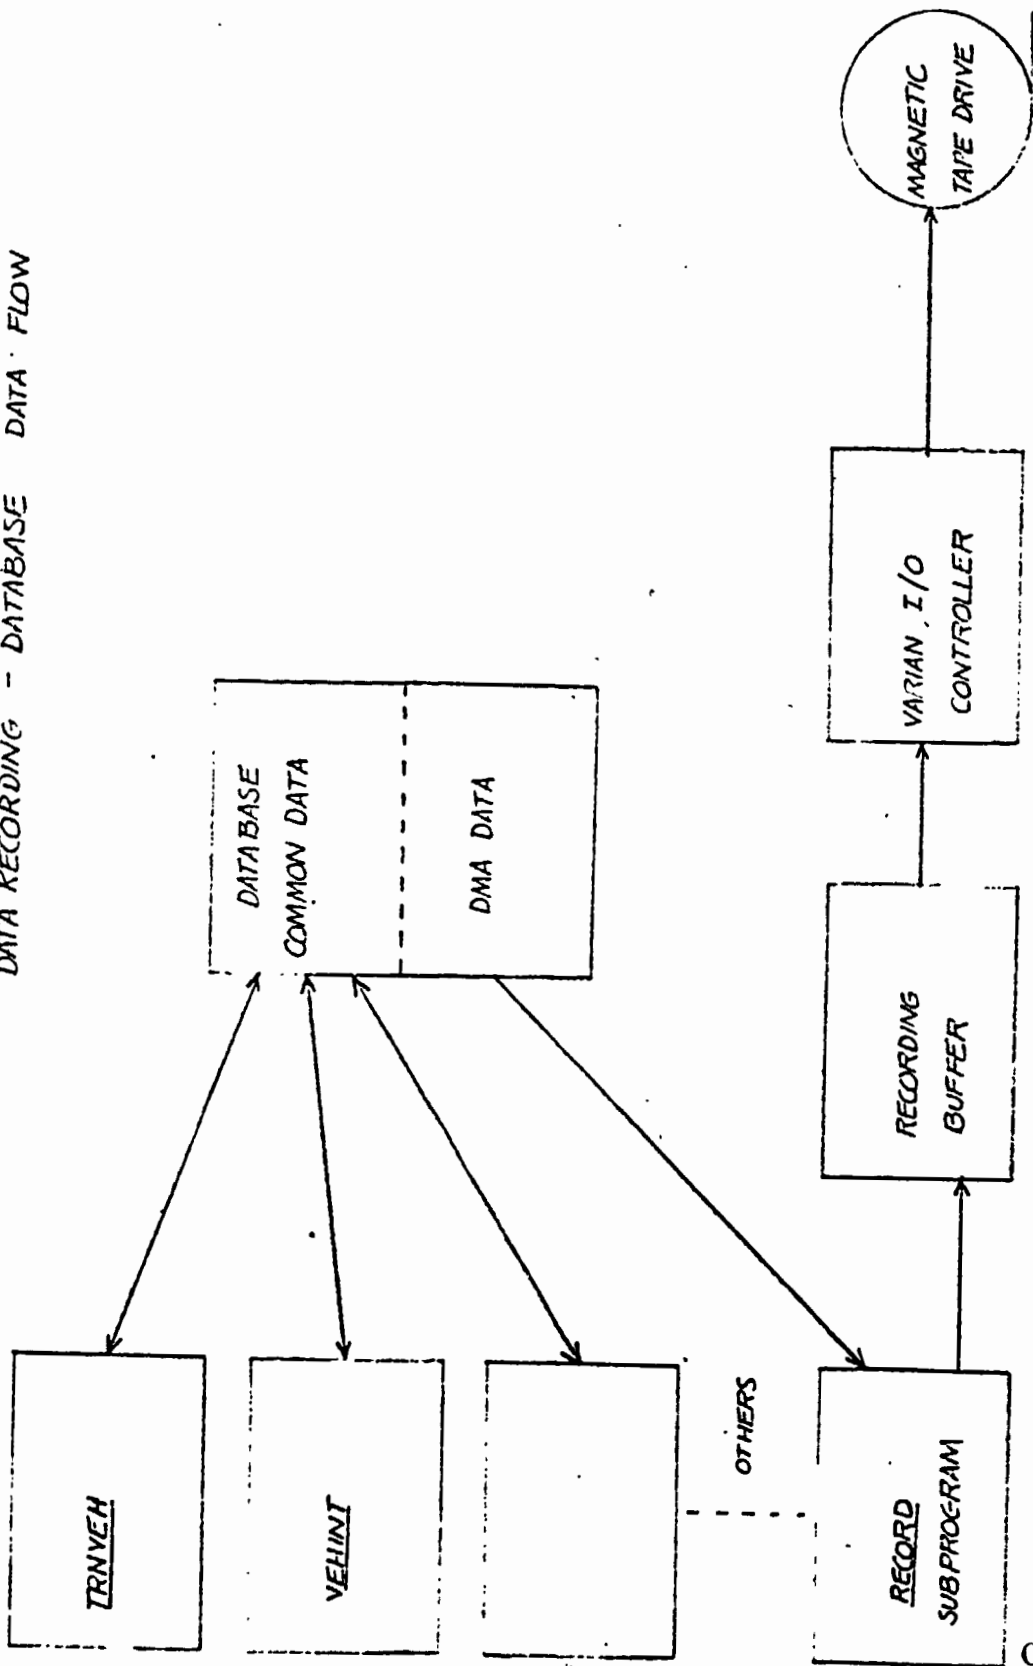 DATA RECORDING - DATABASE DATA FLOW
TRNVEH
VEHINT
OTHERS
RECORD
SUBPROGRAM
DATABASE
COMMON DATA
DMA DATA
RECORDING
BUFFER
VARIAN I/O
CONTROLLER
MAGNETIC
TAPE DRIVE